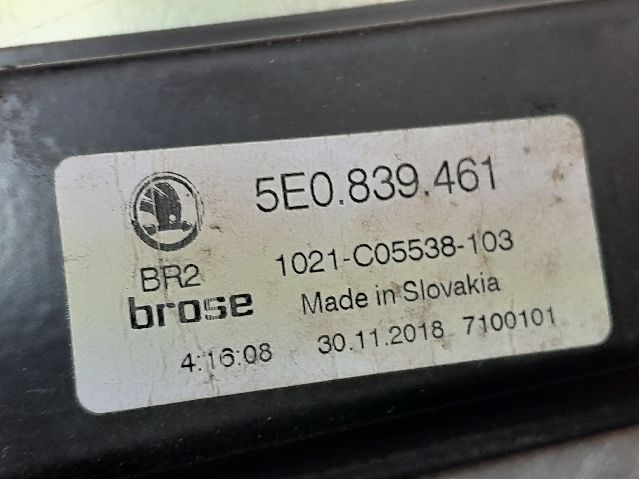 5E0.839.461
BR2 1021-C05538-103
brose Made in Slovakia
4:16:08 30.11.2018 7100101